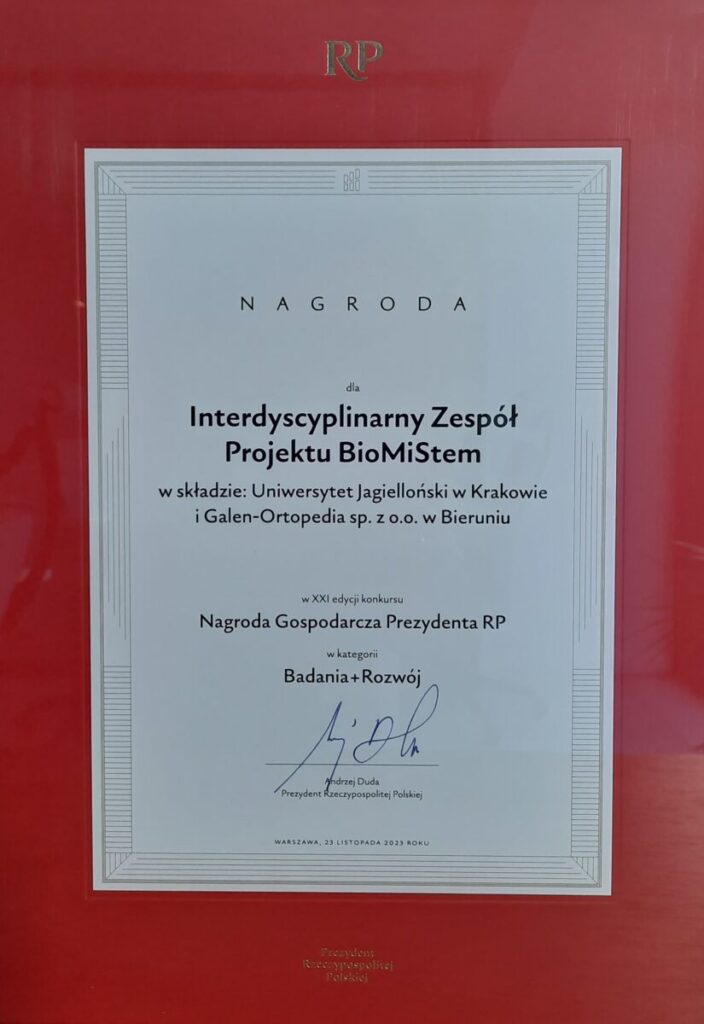 RP
NAGRODA
dla
Interdyscyplinarny Zespół
Projektu BioMiStem
w składzie: Uniwersytet Jagielloński w Krakowie
i Galen-Ortopedia sp. z o.o. w Bieruniu
w XXI edycji konkursu
Nagroda Gospodarcza Prezydenta RP
w kategorii
Badania+Rozwój
Andrzej Duda
Prezydent Rzeczypospolitej Polskiej
WARSZAWA, 23 LISTOPADA 2023 ROKU
Prezydent
Rzeczypospolitej
Polskiej